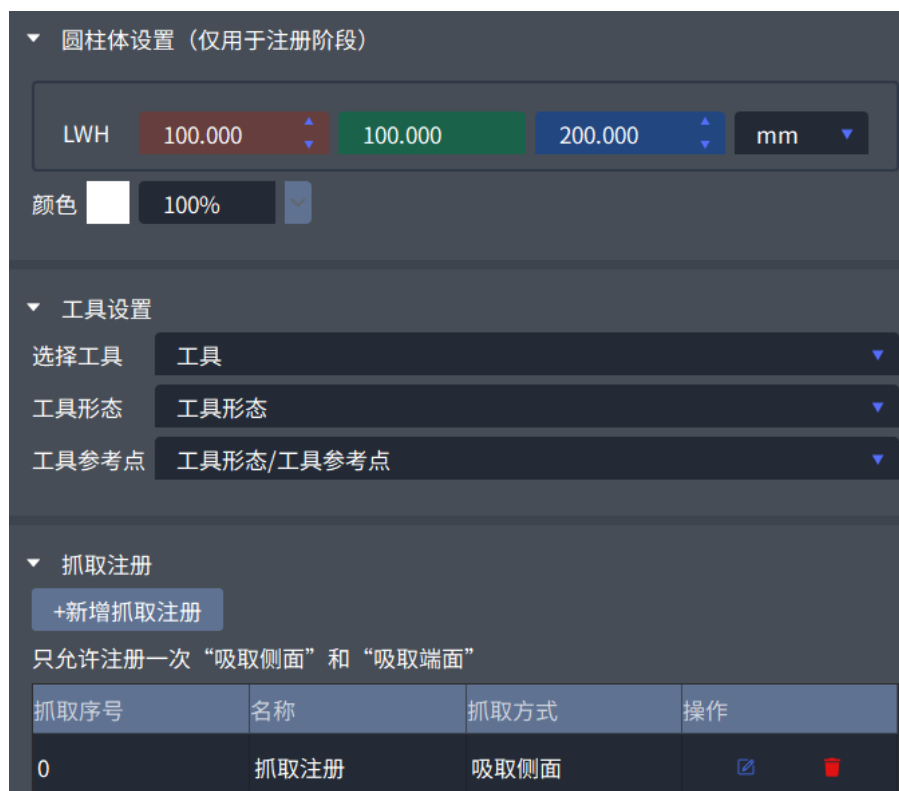 圆柱体设置（仅用于注册阶段）
LWH 100.000 100.000 200.000 mm
颜色 100%
工具设置
选择工具 工具
工具形态 工具形态
工具参考点 工具形态/工具参考点
抓取注册
+新增抓取注册
只允许注册一次“吸取侧面”和“吸取端面”
抓取序号 名称 抓取方式 操作
0 抓取注册 吸取侧面